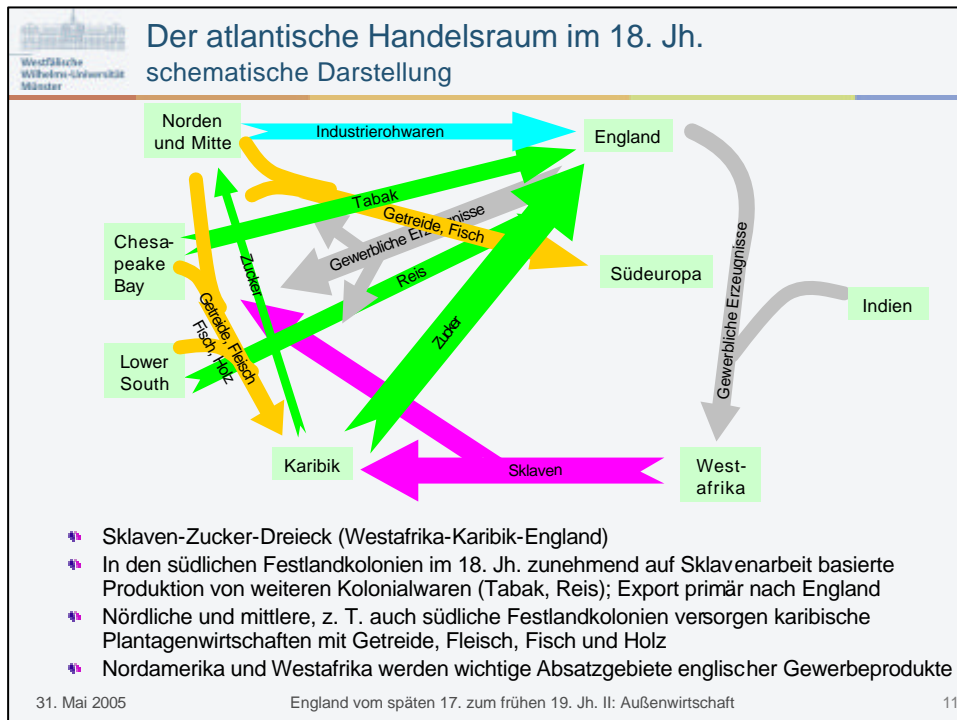 Westfälische
Wilhelms-Universität
Münster
Der atlantische Handelsraum im 18. Jh.
schematische Darstellung
Norden
und Mitte
Industrierohwaren
England
Tabak
Getreide, Fisch
Gewerbliche Erzeugnisse
Chesa-
peake
Bay
Zucker
Reis
Südeuropa
Gewerbliche Erzeugnisse
Indien
Getreide, Fleisch
Fisch, Holz
Zucker
Lower
South
Karibik
Sklaven
West-
afrika
Sklaven-Zucker-Dreieck (Westafrika-Karibik-England)
In den südlichen Festlandkolonien im 18. Jh. zunehmend auf Sklavenarbeit basierte
Produktion von weiteren Kolonialwaren (Tabak, Reis); Export primär nach England
Nördliche und mittlere, z. T. auch südliche Festlandkolonien versorgen karibische
Plantagenwirtschaften mit Getreide, Fleisch, Fisch und Holz
Nordamerika und Westafrika werden wichtige Absatzgebiete englischer Gewerbeprodukte
31. Mai 2005
England vom späten 17. zum frühen 19. Jh. II: Außenwirtschaft
11